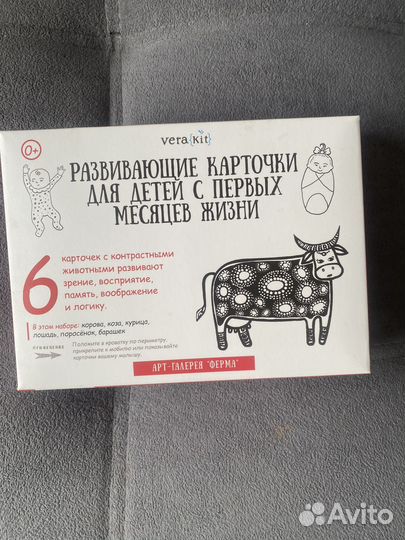 0+
vera{Kit}
РАЗВИВАЮЩИЕ КАРТОЧКИ
ДЛЯ ДЕТЕЙ С ПЕРВЫХ
МЕСЯЦЕВ ЖИЗНИ
6 карточек с контрастными
животными развивают
зрение, восприятие,
память, воображение
и логику.
В этом наборе: корова, коза, курица,
лошадь, поросёнок, барашек
Положите в кроватку по периметру,
прикрепите к мобилю или показывайте
карточки вашему малышу.
АРТ-ГАЛЕРЕЯ "ФЕРМА"
Avito